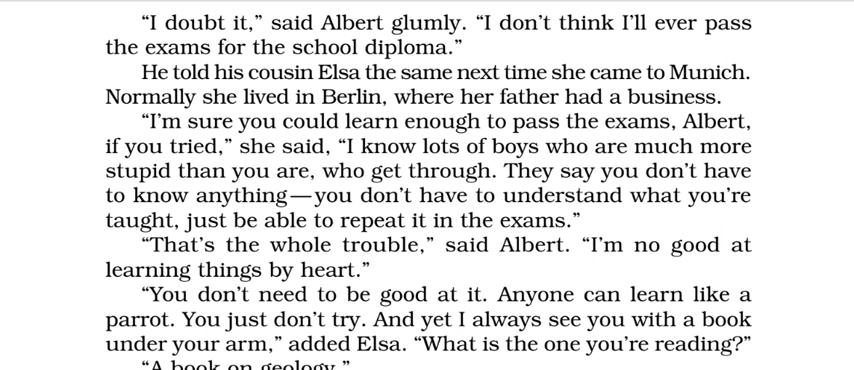 “I doubt it,” said Albert glumly. “I don’t think I’ll ever pass
the exams for the school diploma.”
He told his cousin Elsa the same next time she came to Munich.
Normally she lived in Berlin, where her father had a business.
“I’m sure you could learn enough to pass the exams, Albert,
if you tried,” she said, “I know lots of boys who are much more
stupid than you are, who get through. They say you don’t have
to know anything—you don’t have to understand what you’re
taught, just be able to repeat it in the exams.”
“That’s the whole trouble,” said Albert. “I’m no good at
learning things by heart.”
“You don’t need to be good at it. Anyone can learn like a
parrot. You just don’t try. And yet I always see you with a book
under your arm,” added Elsa. “What is the one you’re reading?”
“A book on geology.”